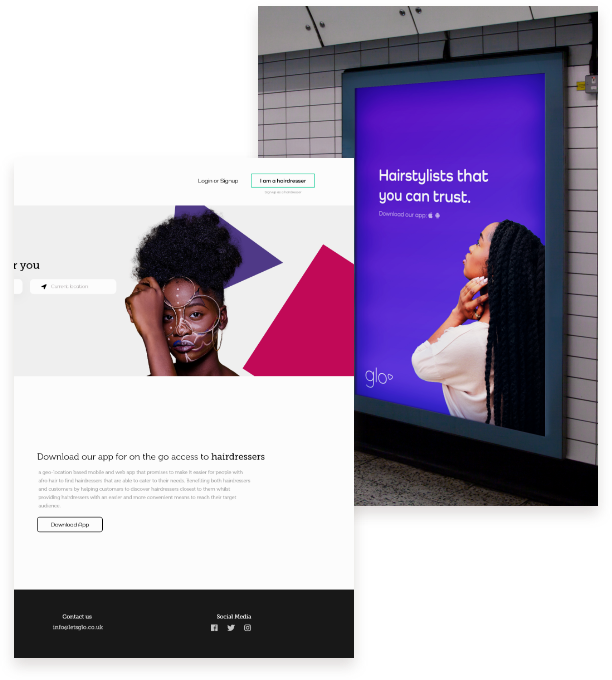 Hairstylists that
you can trust.
Download our app:
glo
Login or Signup
I am a hairdresser
r you
Download our app for on the go access to hairdressers
a geo-location based mobile and web app that promises to make it easier for people with
afro hair to find hairdressers that are able to cater to their needs. Benefiting both hairdressers
and customers by helping customers to discover hairdressers closest to them whilst
providing hairdressers with an easier and more convenient means to reach their target
audience.
Download App
Contact us
Social Media
info@letsglo.co.uk